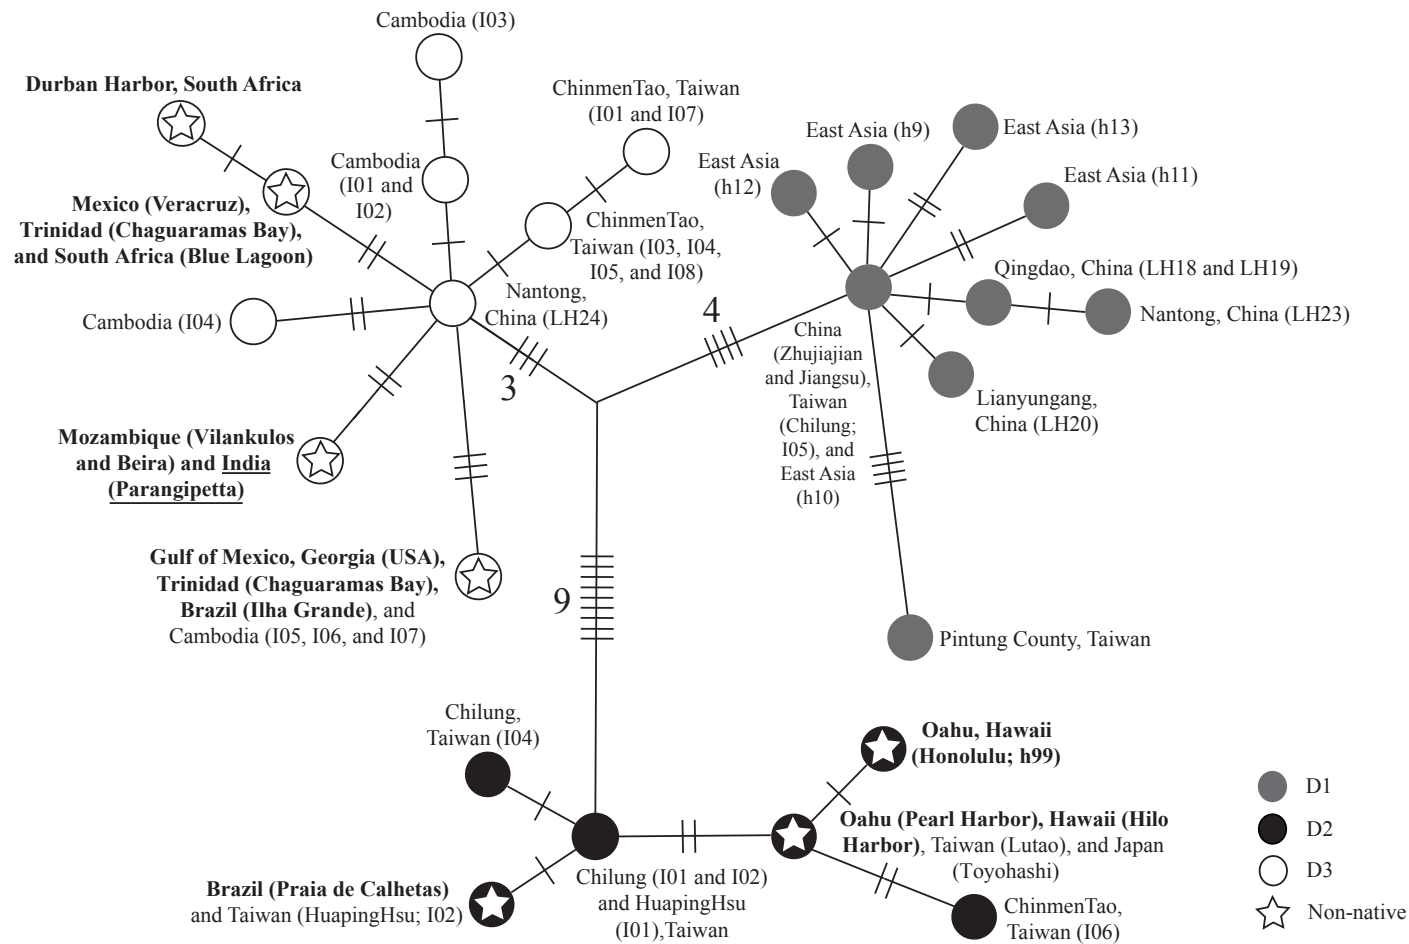 Cambodia (I03)
Durban Harbor, South Africa
ChinmenTao, Taiwan
(I01 and I07)
Cambodia
(I01 and
I02)
Mexico (Veracruz),
Trinidad (Chaguaramas Bay),
and South Africa (Blue Lagoon)
ChinmenTao,
Taiwan (I03, I04,
I05, and I08)
Nantong,
China (LH24)
Cambodia (I04)
3
Mozambique (Vilankulos
and Beira) and India
(Parangipetta)
Gulf of Mexico, Georgia (USA),
Trinidad (Chaguaramas Bay),
Brazil (Ilha Grande), and
Cambodia (I05, I06, and I07)
4
East Asia
(h12)
East Asia (h9)
East Asia (h13)
East Asia (h11)
Qingdao, China (LH18 and LH19)
Nantong, China (LH23)
Lianyungang,
China (LH20)
China
(Zhujiajian
and Jiangsu),
Taiwan
(Chilung;
I05), and
East Asia
(h10)
Pintung County, Taiwan
9
Chilung,
Taiwan (I04)
Brazil (Praia de Calhetas)
and Taiwan (HuapingHsu; I02)
Chilung (I01 and I02)
and HuapingHsu
(I01),Taiwan
Oahu, Hawaii
(Honolulu; h99)
Oahu (Pearl Harbor), Hawaii (Hilo
Harbor), Taiwan (Lutao), and Japan
(Toyohashi)
ChinmenTao,
Taiwan (I06)
D1
D2
D3
Non-native